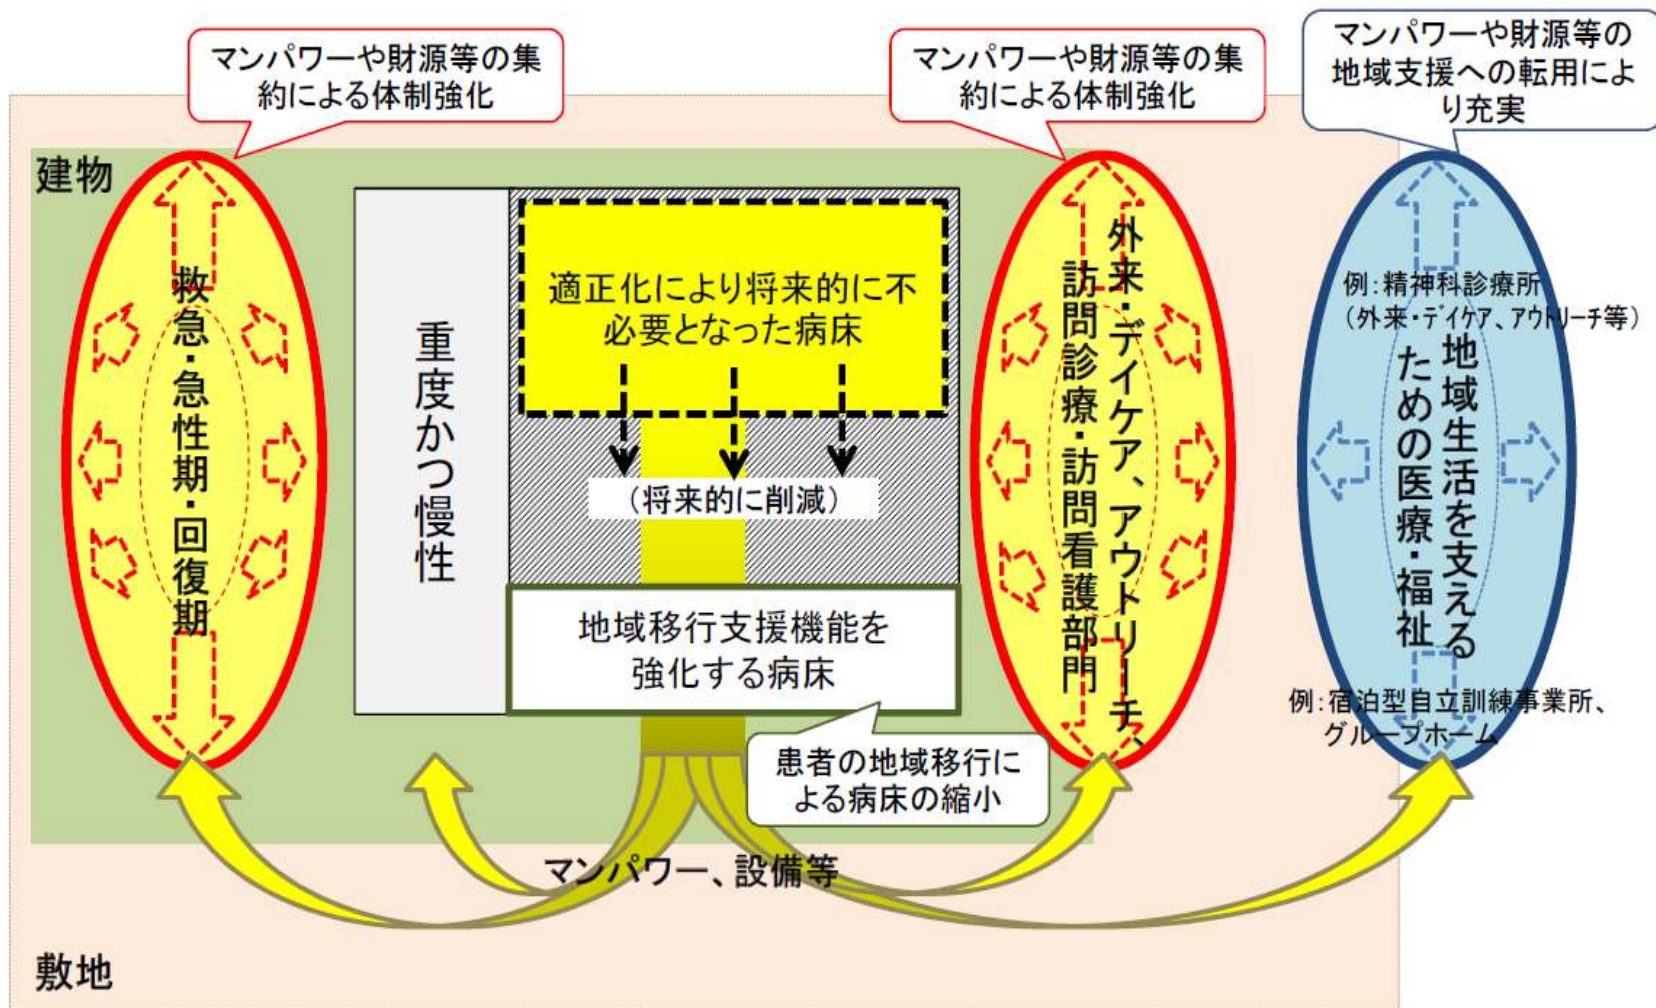 マンパワーや財源等の集
約による体制強化
マンパワーや財源等の集
約による体制強化
マンパワーや財源等の
地域支援への転用によ
り充実
建物
救急・急性期・回復期
重度かつ慢性
適正化により将来的に不
必要となった病床
（将来的に削減）
地域移行支援機能を
強化する病床
患者の地域移行に
よる病床の縮小
外来・デイケア、アウトリーチ、
訪問診療・訪問看護部門
例：精神科診療所
（外来・ﾃﾞｲｹｱ、ｱｳﾄﾘｰﾁ等）
地域生活を支える
ための医療・福祉
例：宿泊型自立訓練事業所、
グループホーム
マンパワー、設備等
敷地